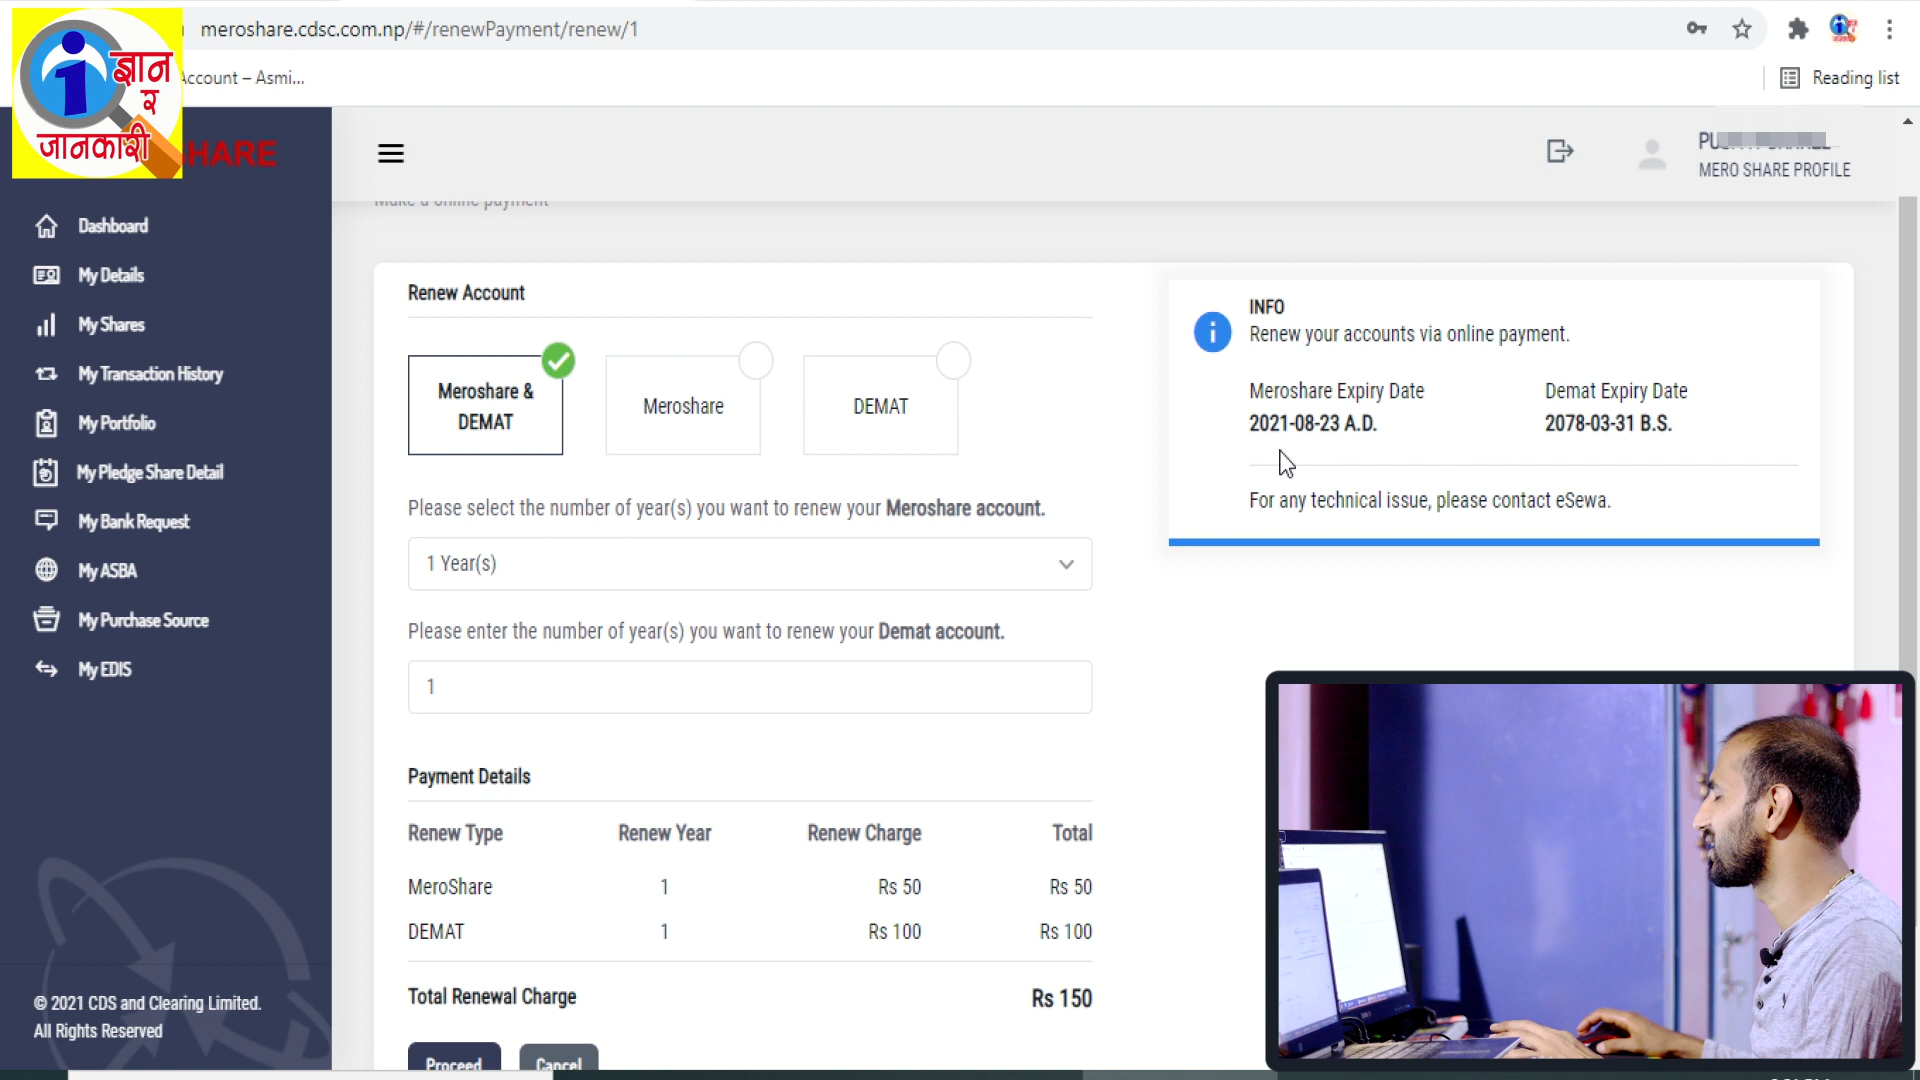 meroshare.cdsc.com.np/#/renewPayment/renew/1
Account – Asmi...
Reading list
ज्ञान
र
जानकारी
HARE
MERO SHARE PROFILE
Make a online payment
Dashboard
My Details
My Shares
My Transaction History
My Portfolio
My Pledge Share Detail
My Bank Request
My ASBA
My Purchase Source
My EDIS
© 2021 CDS and Clearing Limited.
All Rights Reserved
Renew Account
Meroshare &
DEMAT
Meroshare
DEMAT
Please select the number of year(s) you want to renew your Meroshare account.
1 Year(s)
Please enter the number of year(s) you want to renew your Demat account.
1
Payment Details
Renew Type Renew Year Renew Charge Total
MeroShare 1 Rs 50 Rs 50
DEMAT 1 Rs 100 Rs 100
Total Renewal Charge Rs 150
Proceed Cancel
INFO
Renew your accounts via online payment.
Meroshare Expiry Date Demat Expiry Date
2021-08-23 A.D. 2078-03-31 B.S.
For any technical issue, please contact eSewa.